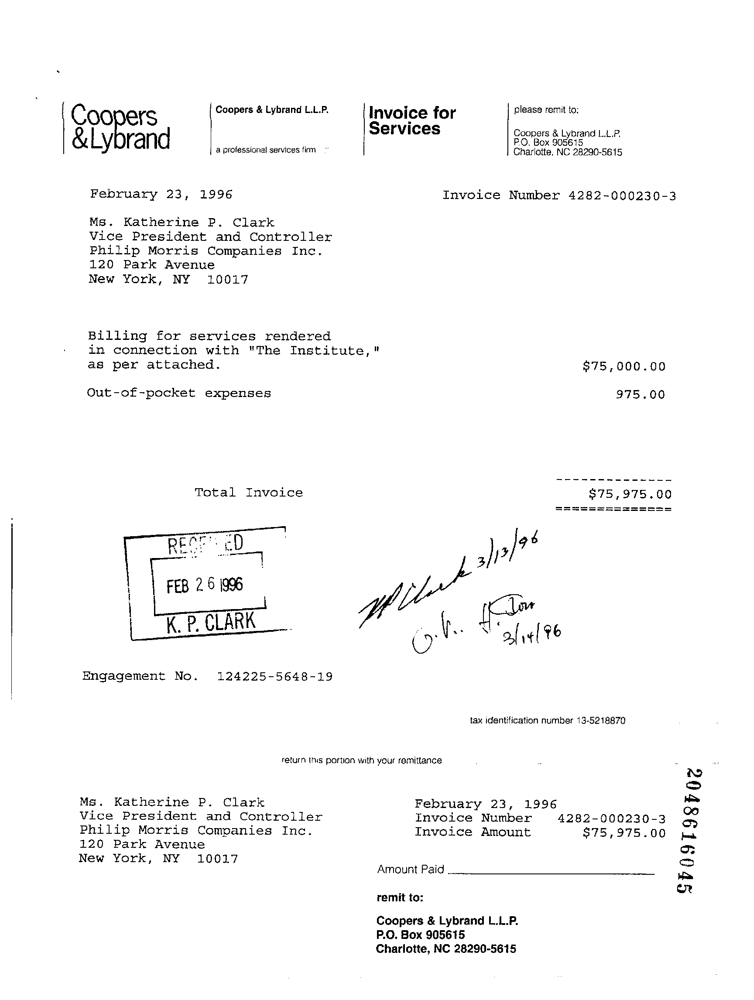 Coopers
&Lybrand
Coopers & Lybrand L.L.P.
a professional services firm
Invoice for
Services
please remit to:
Coopers & Lybrand L.L.P.
P.O. Box 905615
Charlotte, NC 28290-5615
February 23, 1996
Invoice Number 4282-000230-3
Ms. Katherine P. Clark
Vice President and Controller
Philip Morris Companies Inc.
120 Park Avenue
New York, NY 10017
Billing for services rendered
in connection with "The Institute,"
as per attached. $75,000.00
Out-of-pocket expenses 975.00
Total Invoice $75,975.00
RECEIVED
FEB 26 1996
K. P. CLARK
Clark 3/13/96
3/14/96
Engagement No. 124225-5648-19
tax identification number 13-5218870
return this portion with your remittance
Ms. Katherine P. Clark
Vice President and Controller
Philip Morris Companies Inc.
120 Park Avenue
New York, NY 10017
February 23, 1996
Invoice Number 4282-000230-3
Invoice Amount $75,975.00
Amount Paid
remit to:
Coopers & Lybrand L.L.P.
P.O. Box 905615
Charlotte, NC 28290-5615
2048616045